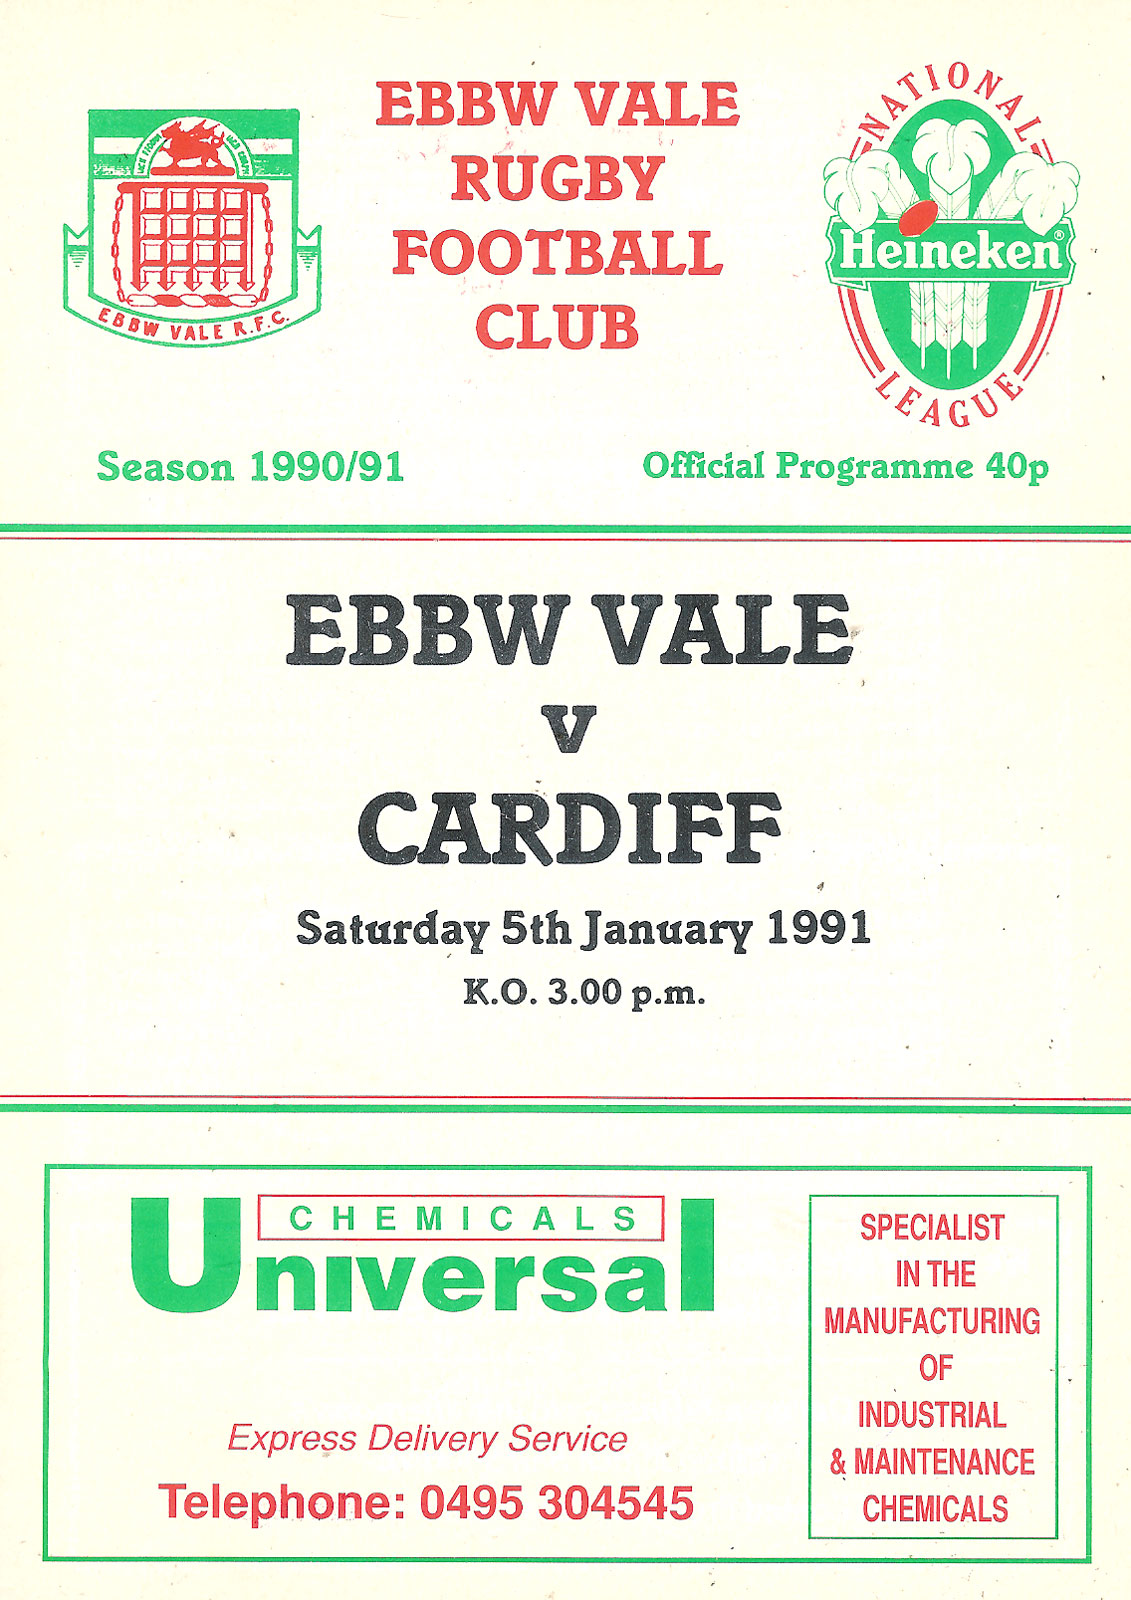 EBBW VALE
RUGBY
FOOTBALL
CLUB
EBBW VALE R.F.C.
NATIONAL
Heineken®
LEAGUE
Season 1990/91
Official Programme 40p
EBBW VALE
v
CARDIFF
Saturday 5th January 1991
K.O. 3.00 p.m.
CHEMICALS
Universal
Express Delivery Service
Telephone: 0495 304545
SPECIALIST
IN THE
MANUFACTURING
OF
INDUSTRIAL
& MAINTENANCE
CHEMICALS